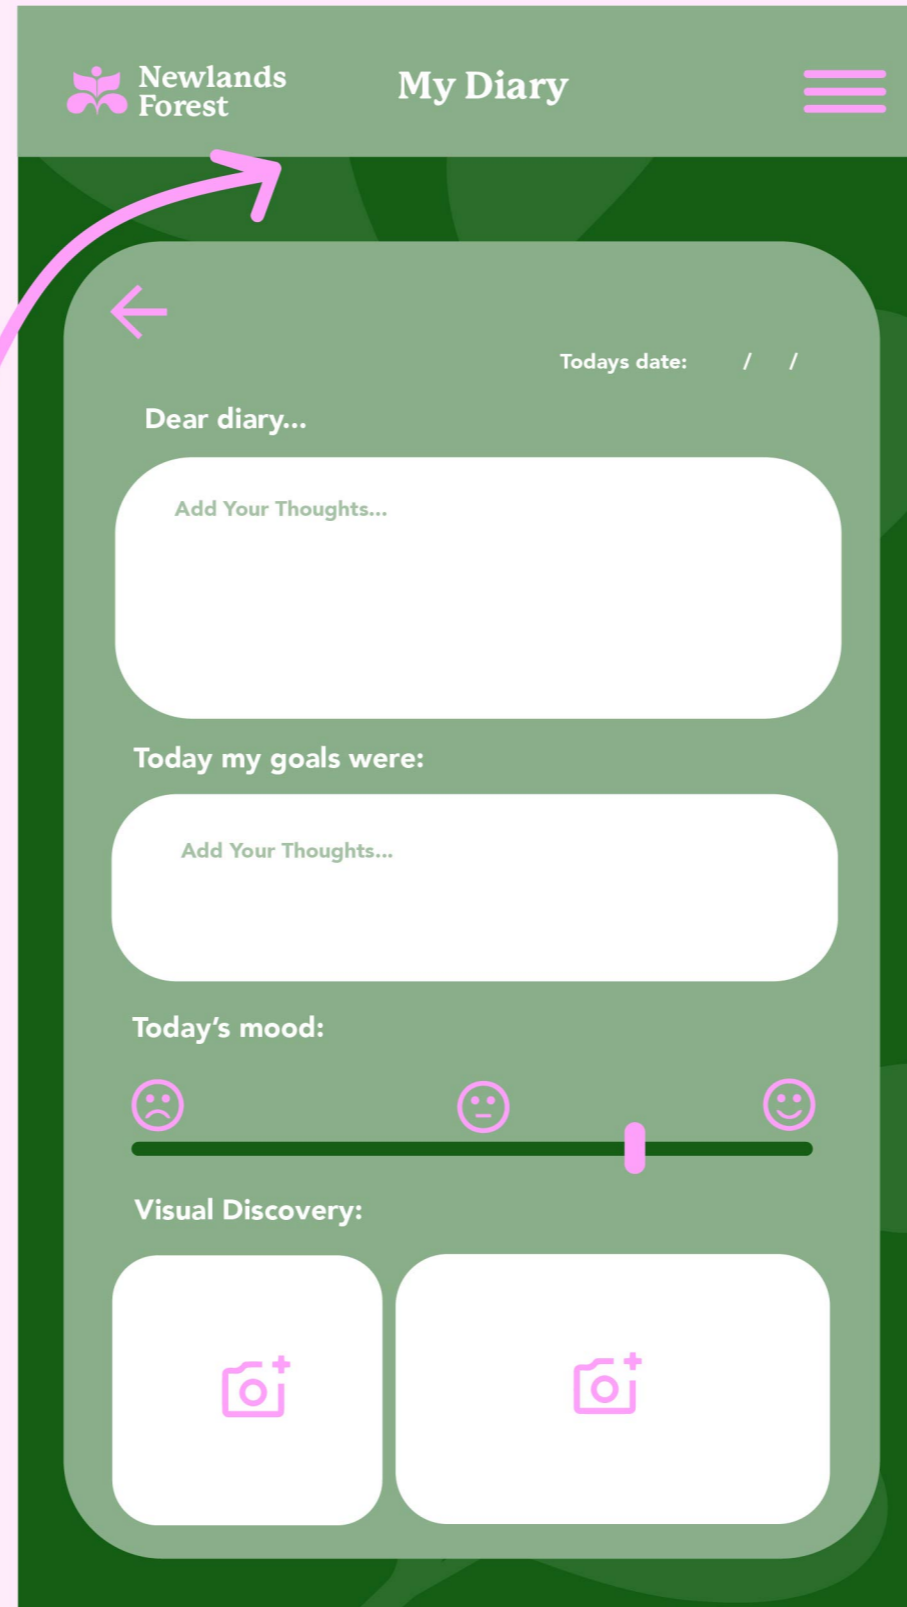 Newlands
Forest
My Diary
Todays date: / /
Dear diary...
Add Your Thoughts...
Today my goals were:
Add Your Thoughts...
Today’s mood:
Visual Discovery: